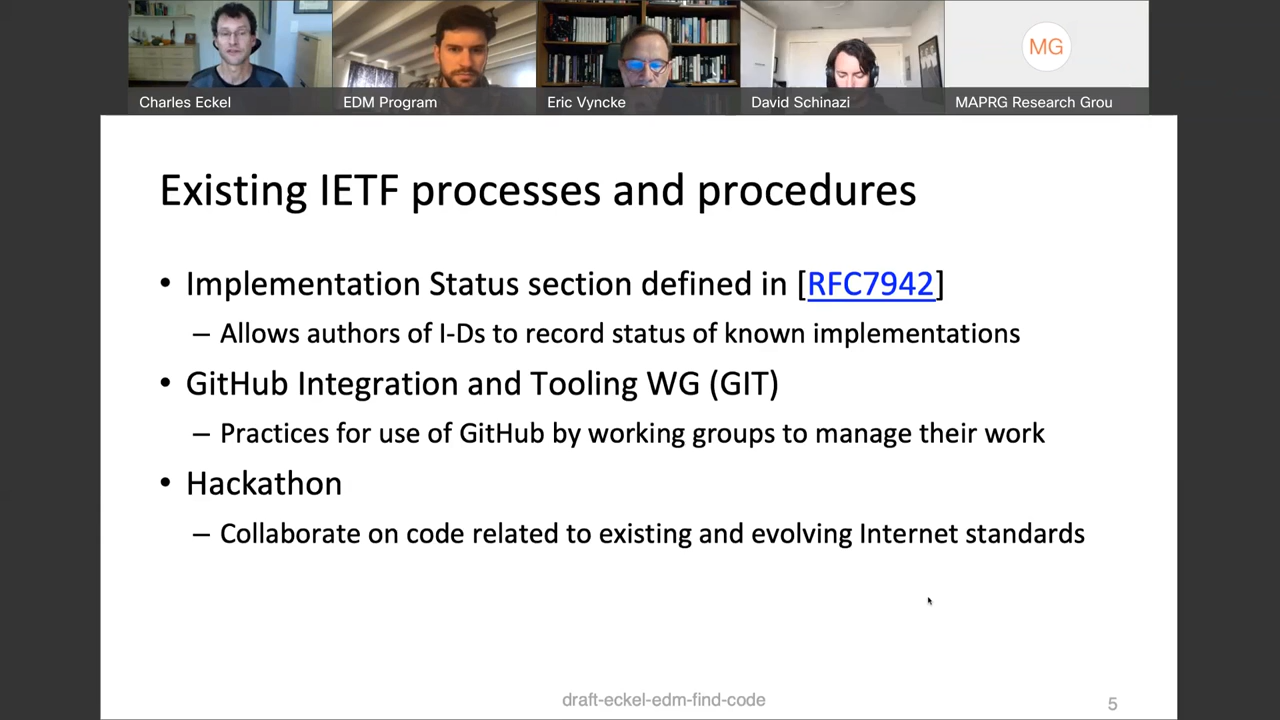 Charles Eckel
EDM Program
Eric Vyncke
David Schinazi
MG
MAPRG Research Grou
Existing IETF processes and procedures
• Implementation Status section defined in [RFC7942]
– Allows authors of I-Ds to record status of known implementations
• GitHub Integration and Tooling WG (GIT)
– Practices for use of GitHub by working groups to manage their work
• Hackathon
– Collaborate on code related to existing and evolving Internet standards
draft-eckel-edm-find-code
5